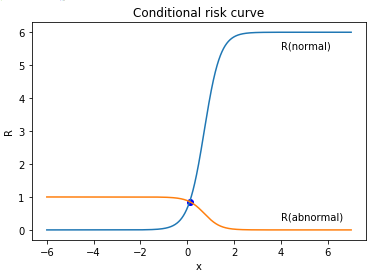 Conditional risk curve
R
6
5
4
3
2
1
0
R(normal)
R(abnormal)
−6 −4 −2 0 2 4 6
x